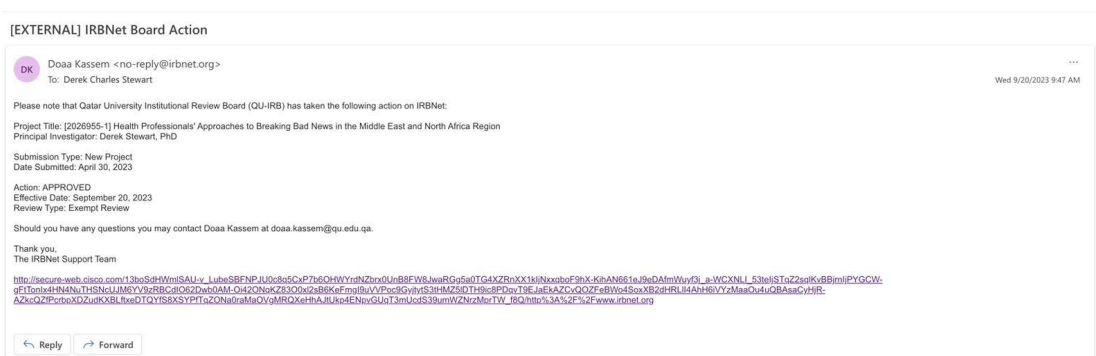 [EXTERNAL] IRBNet Board Action
DK
Doaa Kassem <no-reply@irbnet.org>
To: Derek Charles Stewart
Wed 9/20/2023 9:47 AM
Please note that Qatar University Institutional Review Board (QU-IRB) has taken the following action on IRBNet:
Project Title: [2026955-1] Health Professionals' Approaches to Breaking Bad News in the Middle East and North Africa Region
Principal Investigator: Derek Stewart, PhD
Submission Type: New Project
Date Submitted: April 30, 2023
Action: APPROVED
Effective Date: September 20, 2023
Review Type: Exempt Review
Should you have any questions you may contact Doaa Kassem at doaa.kassem@qu.edu.qa.
Thank you,
The IRBNet Support Team
Reply
Forward